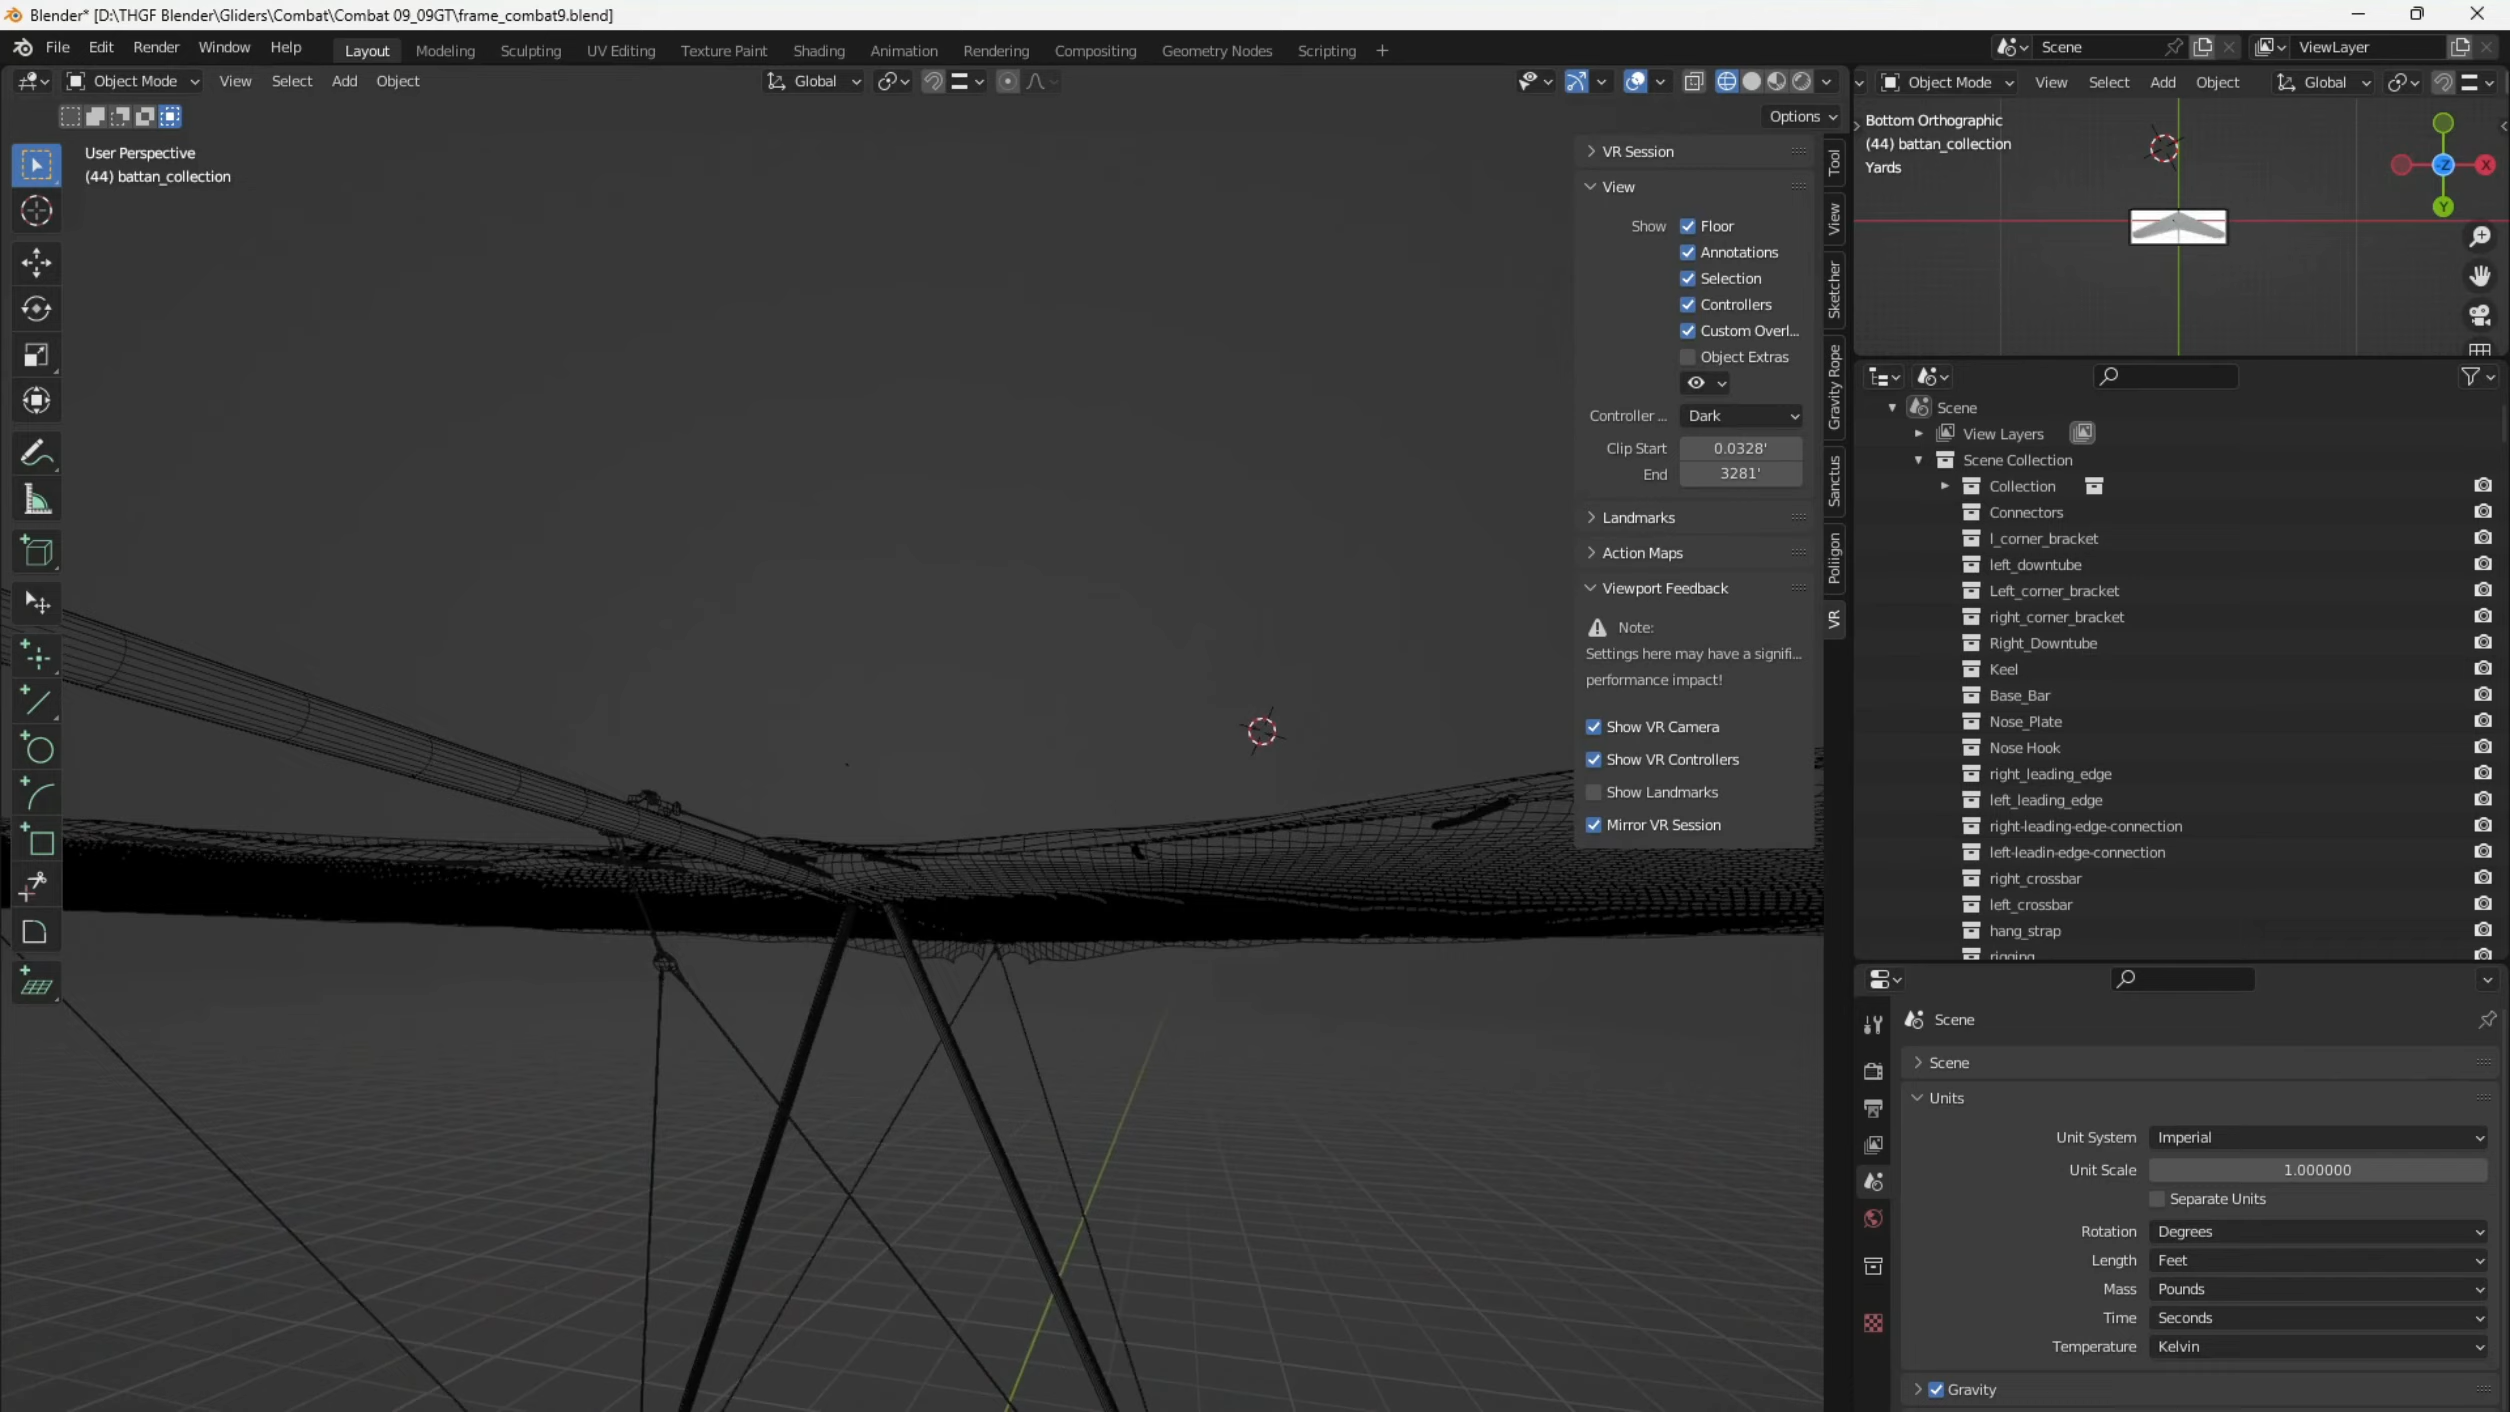 Blender* [D:\THGF Blender\Gliders\Combat\Combat 09_09GT\frame_combat9.blend]
File Edit Render Window Help Layout Modeling Sculpting UV Editing Texture Paint Shading Animation Rendering Compositing Geometry Nodes Scripting + Scene ViewLayer
Object Mode View Select Add Object Global
Object Mode View Select Add Object Global
Options
User Perspective
(44) battan_collection
VR Session
View
Show Floor
Annotations
Selection
Controllers
Custom Overl...
Object Extras
Controller ... Dark
Clip Start 0.0328'
End 3281'
Landmarks
Action Maps
Viewport Feedback
Note:
Settings here may have a signifi...
performance impact!
Show VR Camera
Show VR Controllers
Show Landmarks
Mirror VR Session
Tool
View
Sketcher
Gravity Rope
Sanctus
Poliigon
VR
Bottom Orthographic
(44) battan_collection
Yards
X
-Z
Y
Scene
View Layers
Scene Collection
Collection
Connectors
l_corner_bracket
left_downtube
Left_corner_bracket
right_corner_bracket
Right_Downtube
Keel
Base_Bar
Nose_Plate
Nose Hook
right_leading_edge
left_leading_edge
right-leading-edge-connection
left-leadin-edge-connection
right_crossbar
left_crossbar
hang_strap
rigging
Scene
Scene
Units
Unit System Imperial
Unit Scale 1.000000
Separate Units
Rotation Degrees
Length Feet
Mass Pounds
Time Seconds
Temperature Kelvin
Gravity